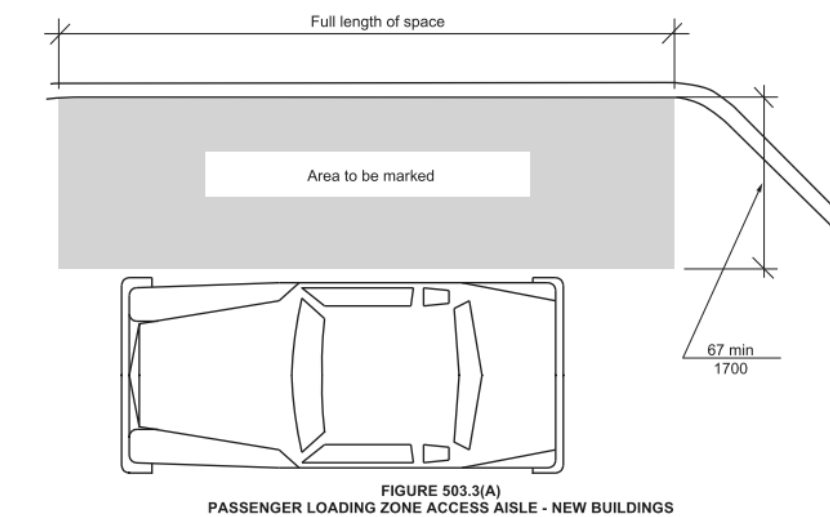 Full length of space
Area to be marked
67 min
1700
FIGURE 503.3(A)
PASSENGER LOADING ZONE ACCESS AISLE - NEW BUILDINGS